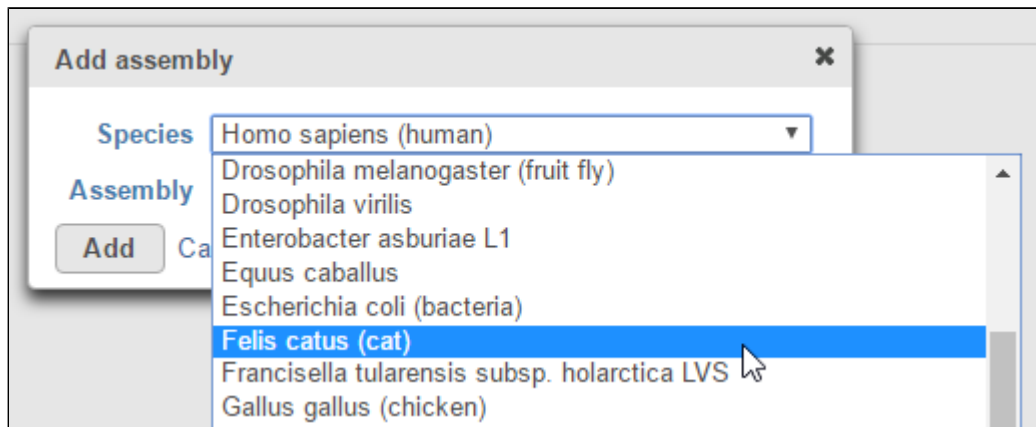 Add assembly
Species Homo sapiens (human)
Drosophila melanogaster (fruit fly)
Assembly
Drosophila virilis
Enterobacter asburiae L1
Add Ca
Equus caballus
Escherichia coli (bacteria)
Felis catus (cat)
Francisella tularensis subsp. holarctica LVS
Gallus gallus (chicken)